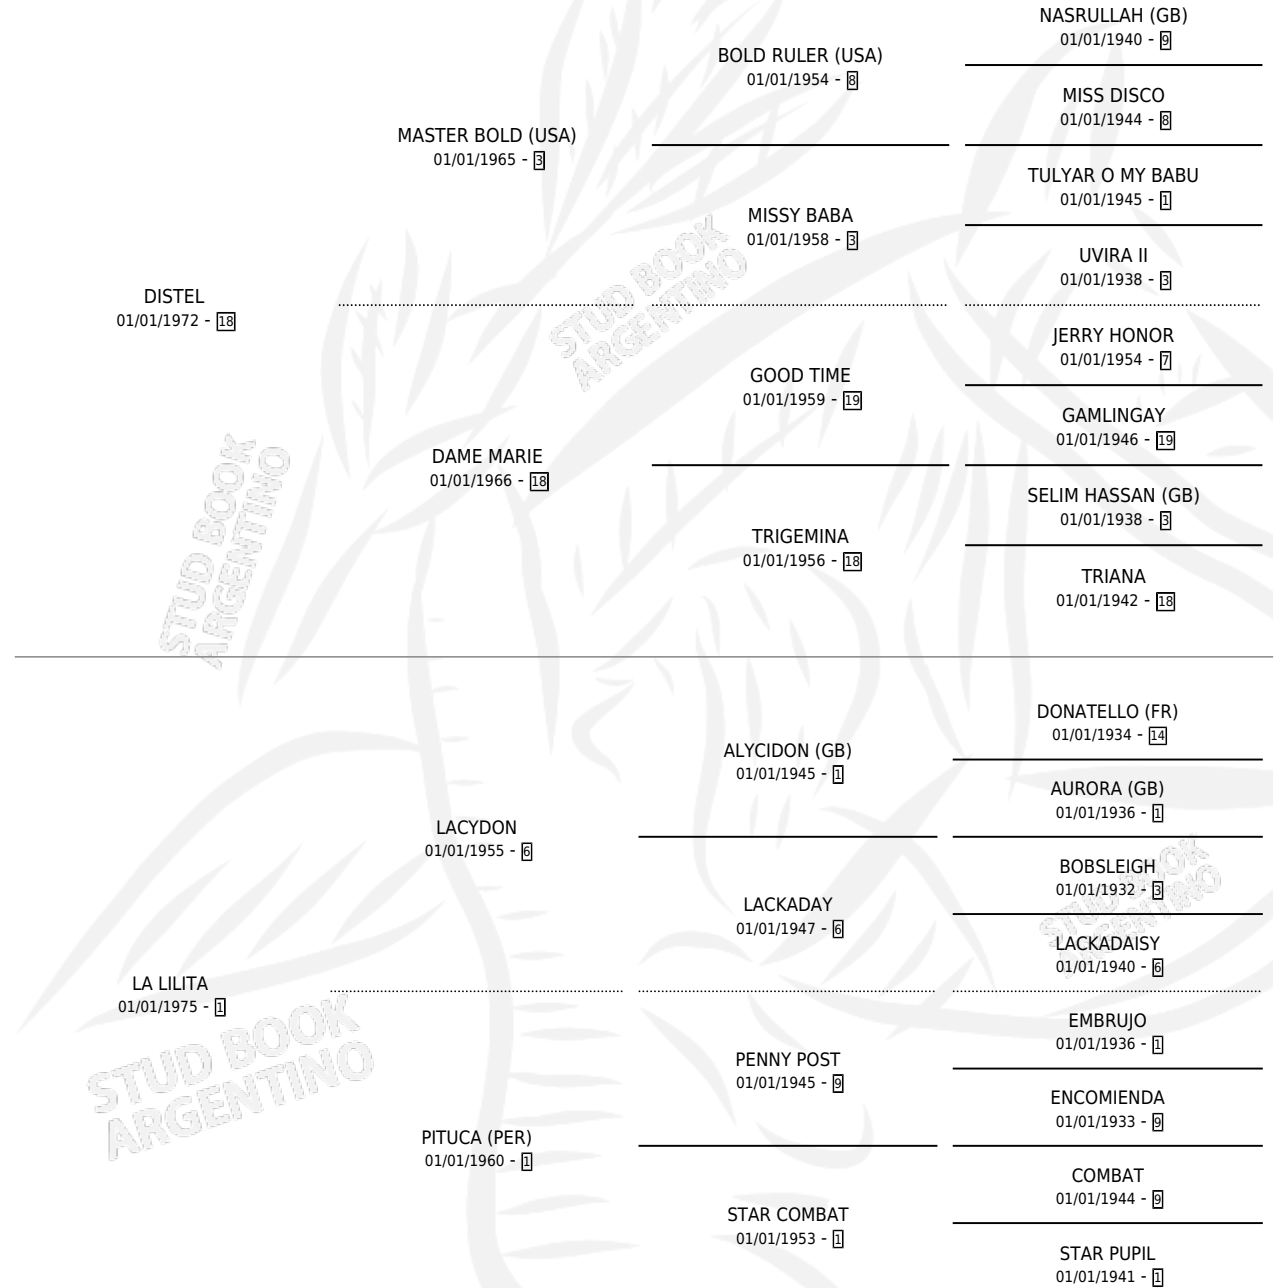 NASRULLAH (GB)
01/01/1940 - 9
BOLD RULER (USA)
01/01/1954 - 8
MISS DISCO
01/01/1944 - 8
MASTER BOLD (USA)
01/01/1965 - 3
TULYAR O MY BABU
01/01/1945 - 1
MISSY BABA
01/01/1958 - 3
UVIRA II
01/01/1938 - 3
DISTEL
01/01/1972 - 18
JERRY HONOR
01/01/1954 - 7
GOOD TIME
01/01/1959 - 19
GAMLINGAY
01/01/1946 - 19
DAME MARIE
01/01/1966 - 18
SELIM HASSAN (GB)
01/01/1938 - 3
TRIGEMINA
01/01/1956 - 18
TRIANA
01/01/1942 - 18
STUD BOOK
ARGENTINO
STUD BOOK
ARGENTINO
DONATELLO (FR)
01/01/1934 - 14
ALYCIDON (GB)
01/01/1945 - 1
AURORA (GB)
01/01/1936 - 1
LACYDON
01/01/1955 - 6
BOBSLEIGH
01/01/1932 - 3
LACKADAY
01/01/1947 - 6
LACKADAISY
01/01/1940 - 6
LA LILITA
01/01/1975 - 1
EMBRUJO
01/01/1936 - 1
PENNY POST
01/01/1945 - 9
ENCOMIENDA
01/01/1933 - 9
PITUCA (PER)
01/01/1960 - 1
COMBAT
01/01/1944 - 9
STAR COMBAT
01/01/1953 - 1
STAR PUPIL
01/01/1941 - 1
STUD BOOK
ARGENTINO
STUD BOOK
ARGENTINO